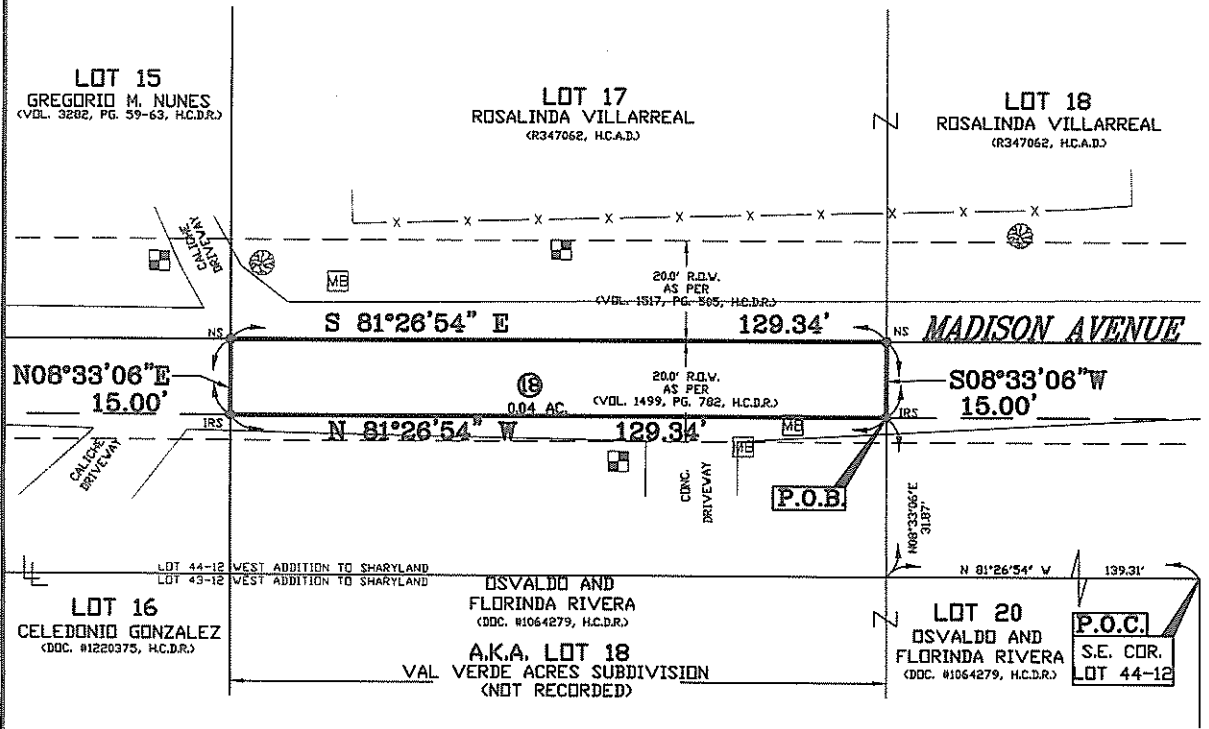 LOT 15
GREGORIO M. NUNES
(VOL. 3282, PG. 59-63, H.C.D.R.)
LOT 17
ROSALINDA VILLARREAL
(R347062, H.C.A.D.)
LOT 18
ROSALINDA VILLARREAL
(R347062, H.C.A.D.)
CALICHE
DRIVEWAY
MB
20.0' R.O.W.
AS PER
(VOL. 1517, PG. 585, H.C.D.R.)
S 81°26'54" E
129.34'
NS
NS
MADISON AVENUE
N08°33'06"E
15.00'
18
0.04 AC.
20.0' R.O.W.
AS PER
(VOL. 1499, PG. 782, H.C.D.R.)
S08°33'06"W
15.00'
IRS
IRS
N 81°26'54" W
129.34'
MB
MB
CALICHE
DRIVEWAY
CONC.
DRIVEWAY
P.O.B.
N08°33'06"E
31.87'
LOT 44-12 WEST ADDITION TO SHARYLAND
LOT 43-12 WEST ADDITION TO SHARYLAND
N 81°26'54" W
139.31'
LOT 16
CELEDONIO GONZALEZ
(DOC. #1220375, H.C.D.R.)
OSVALDO AND
FLORINDA RIVERA
(DOC. #1064279, H.C.D.R.)
A.K.A. LOT 18
VAL VERDE ACRES SUBDIVISION
(NOT RECORDED)
LOT 20
OSVALDO AND
FLORINDA RIVERA
(DOC. #1064279, H.C.D.R.)
P.O.C.
S.E. COR.
LOT 44-12